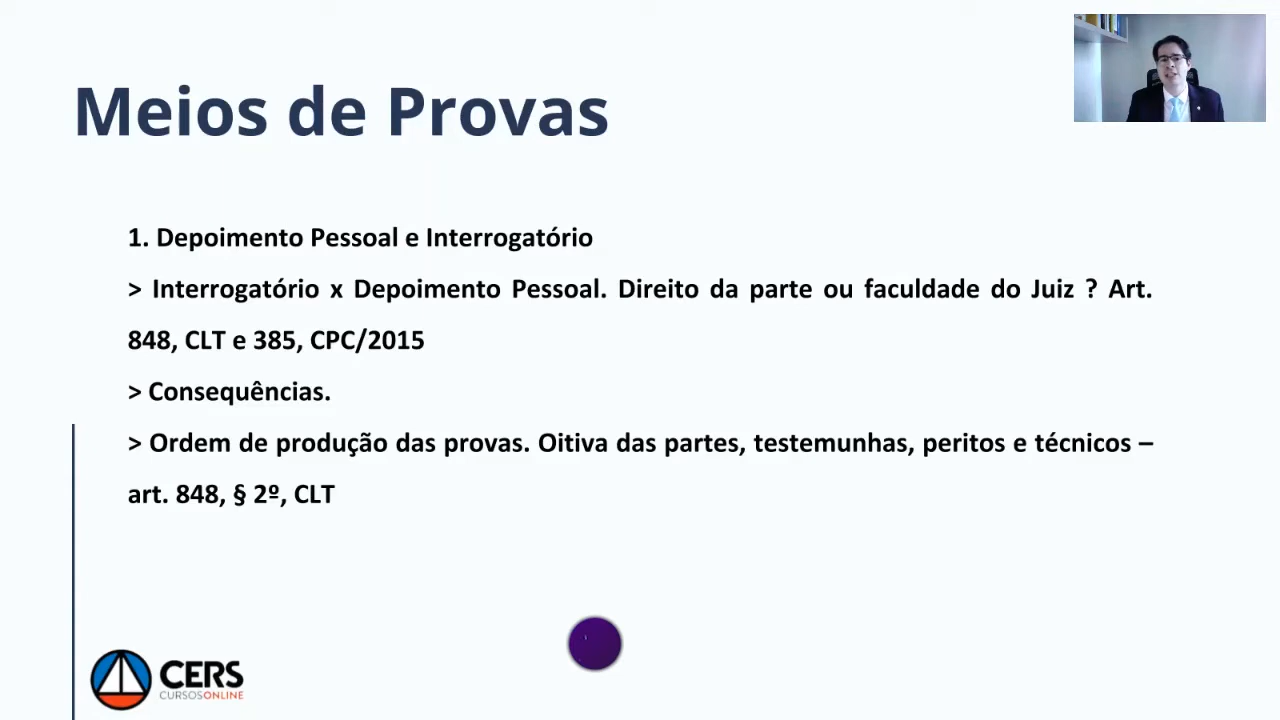 Meios de Provas
1. Depoimento Pessoal e Interrogatório
> Interrogatório x Depoimento Pessoal. Direito da parte ou faculdade do Juiz ? Art.
848, CLT e 385, CPC/2015
> Consequências.
> Ordem de produção das provas. Oitiva das partes, testemunhas, peritos e técnicos –
art. 848, § 2º, CLT
CERS
CURSOSONLINE